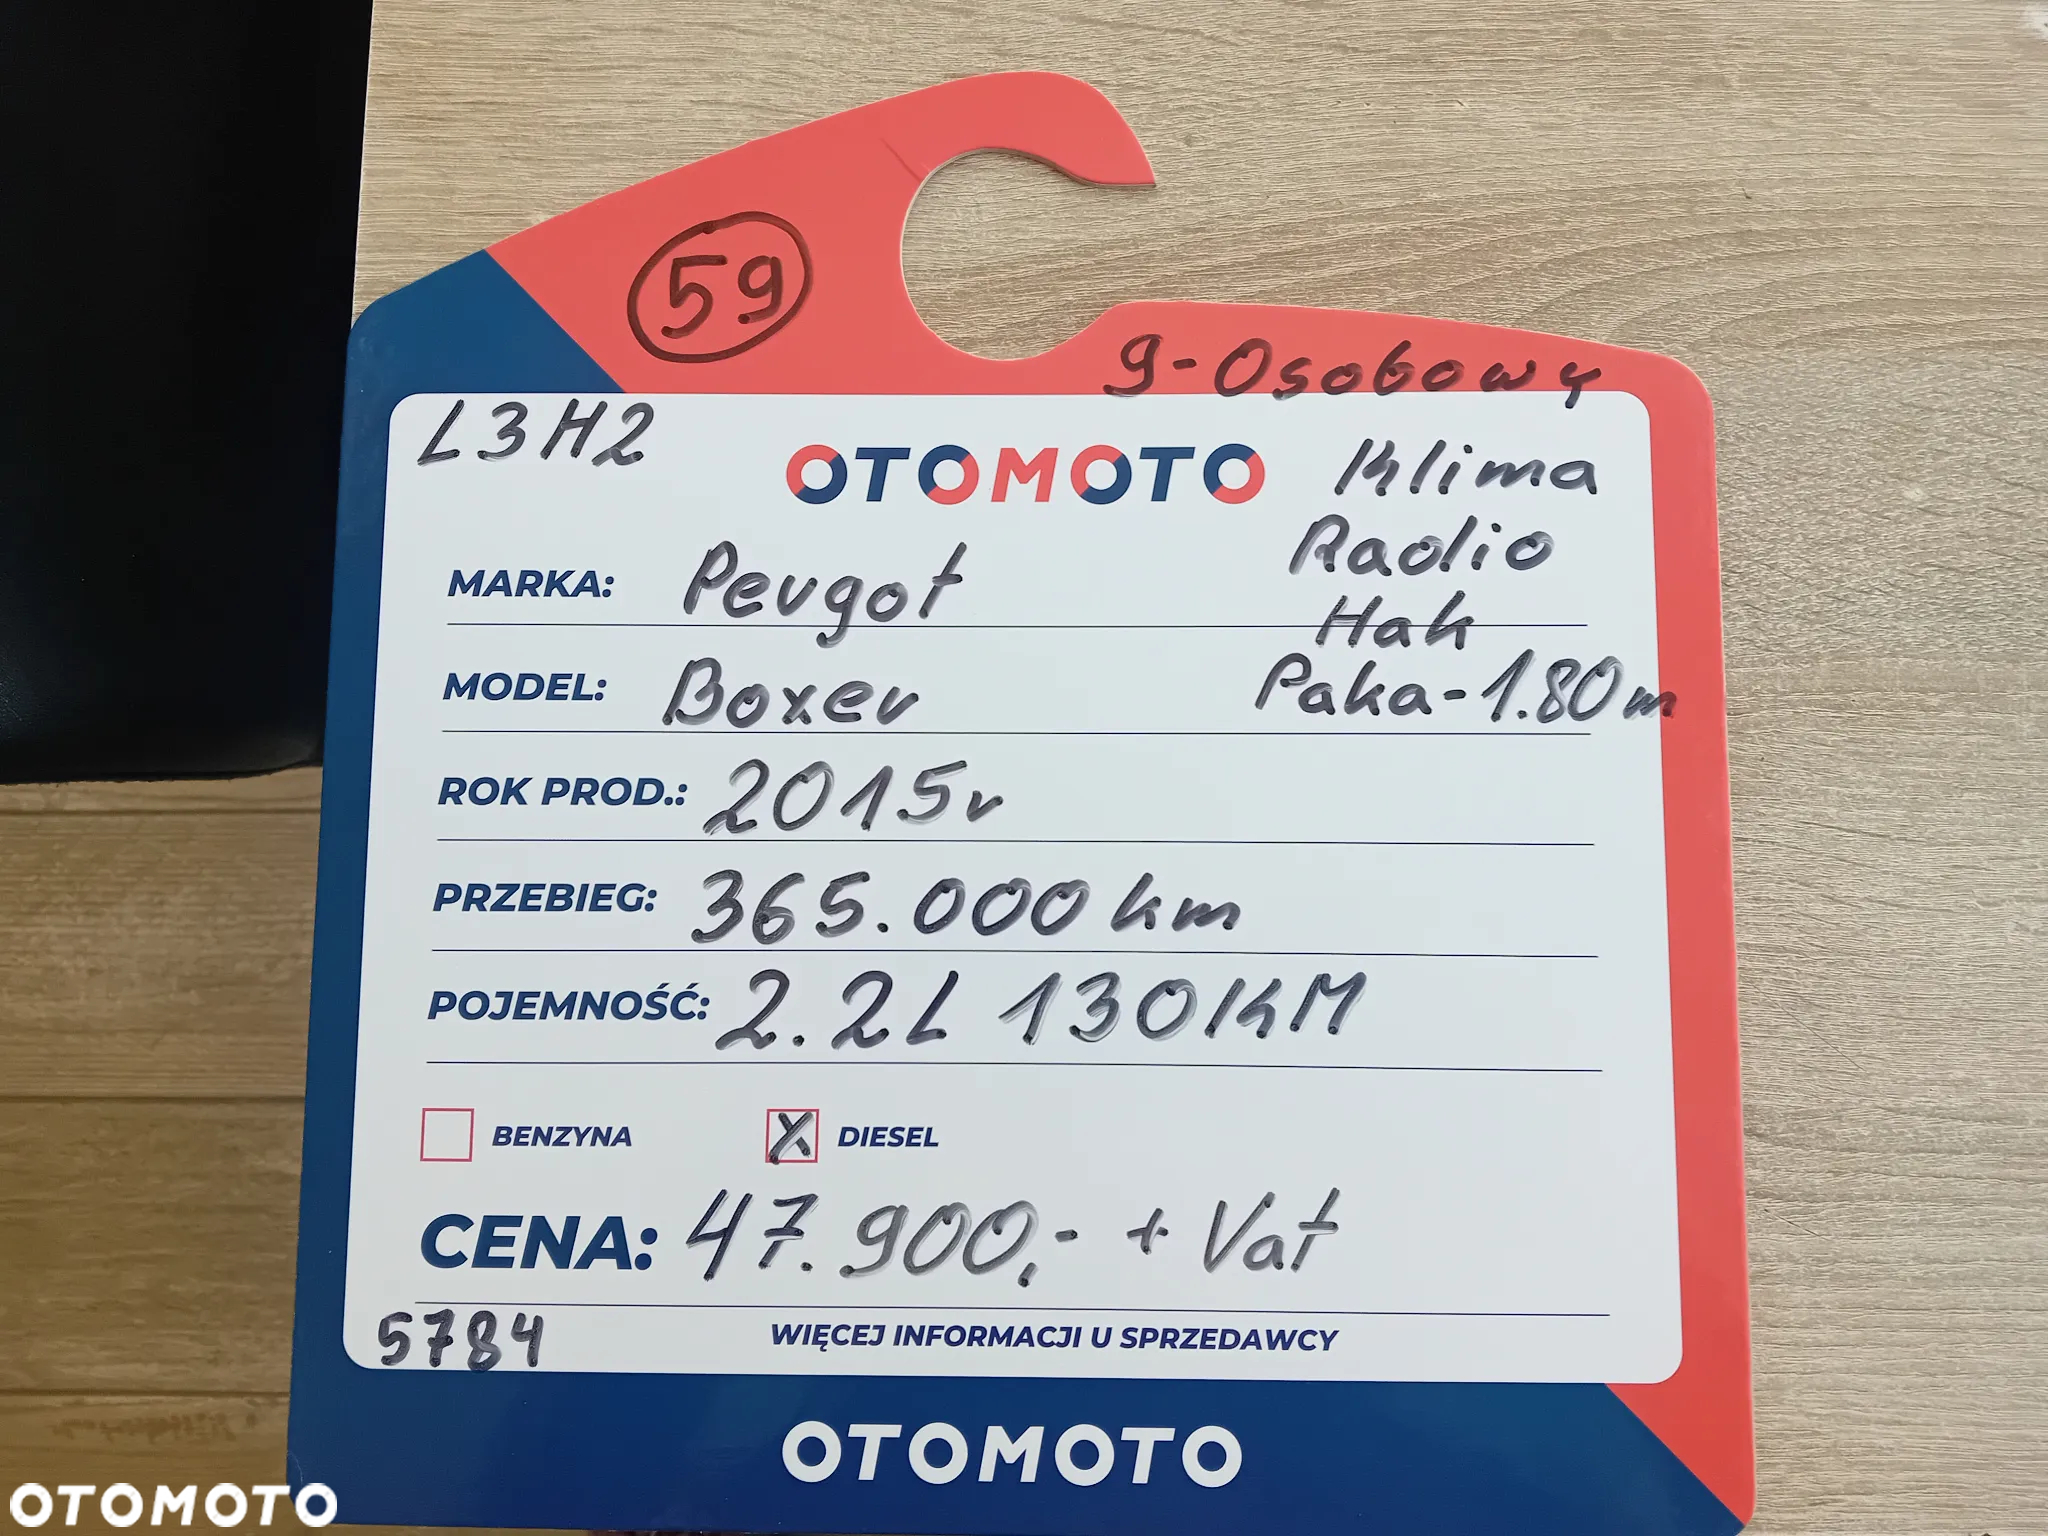 59
9-Osobowy
L3H2
OTOMOTO
Klima
Radio
Hak
Paka-1.80m
MARKA: Peugot
MODEL: Boxer
ROK PROD.: 2015r
PRZEBIEG: 365.000 km
POJEMNOŚĆ: 2.2L 130KM
BENZYNA X DIESEL
CENA: 47.900,- + Vat
5784
WIĘCEJ INFORMACJI U SPRZEDAWCY
OTOMOTO
OTOMOTO